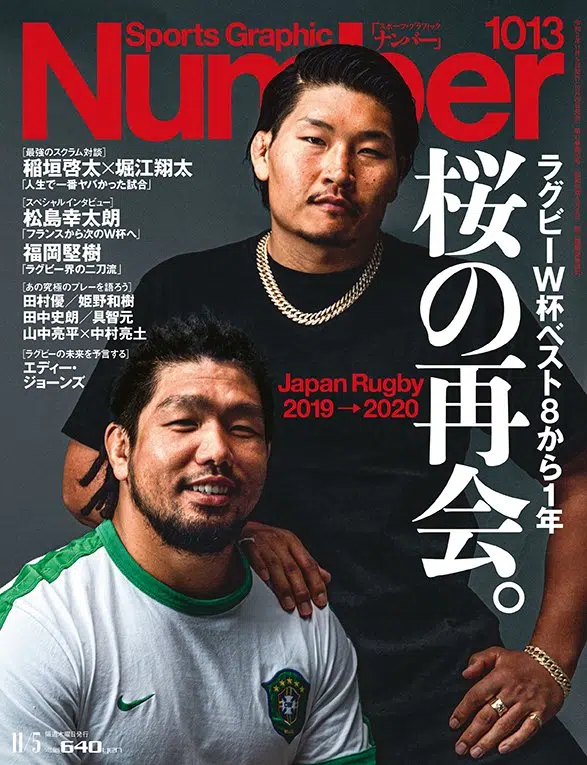 Sports Graphic
Number
「スポーツ・グラフィック
ナンバー」
1013
[最強のスクラム対談]
稲垣啓太×堀江翔太
「人生で一番ヤバかった試合」
[スペシャルインタビュー]
松島幸太朗
「フランスから次のW杯へ」
福岡堅樹
「ラグビー界の二刀流」
[あの究極のプレーを語ろう]
田村優/姫野和樹
田中史朗/具智元
山中亮平×中村亮土
[ラグビーの未来を予言する]
エディー・
ジョーンズ
ラグビーW杯ベスト8から1年
桜の再会。
Japan Rugby
2019→2020
11/5
隔週木曜日発行
640yen